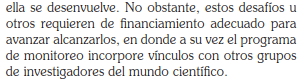 ella se desenvuelve. No obstante, estos desafíos u
otros requieren de financiamiento adecuado para
avanzar alcanzarlos, en donde a su vez el programa
de monitoreo incorpore vínculos con otros grupos
de investigadores del mundo científico.